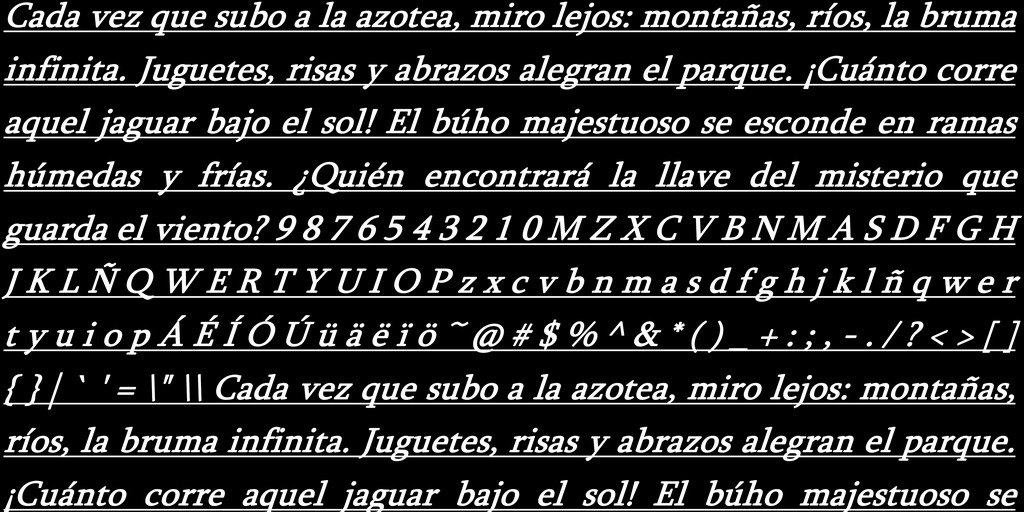 Cada vez que subo a la azotea, miro lejos: montañas, ríos, la bruma
infinita. Juguetes, risas y abrazos alegran el parque. ¡Cuánto corre
aquel jaguar bajo el sol! El búho majestuoso se esconde en ramas
húmedas y frías. ¿Quién encontrará la llave del misterio que
guarda el viento? 9 8 7 6 5 4 3 2 1 0 M Z X C V B N M A S D F G H
J K L Ñ Q W E R T Y U I O P z x c v b n m a s d f g h j k l ñ q w e r
t y u i o p Á É Í Ó Ú ü ä ë ï ö ~ @ # $ % ^ & * ( ) _ + : ; , - . / ? < > [ ]
{ } | ` ' = \" \\ Cada vez que subo a la azotea, miro lejos: montañas,
ríos, la bruma infinita. Juguetes, risas y abrazos alegran el parque.
¡Cuánto corre aquel jaguar bajo el sol! El búho majestuoso se